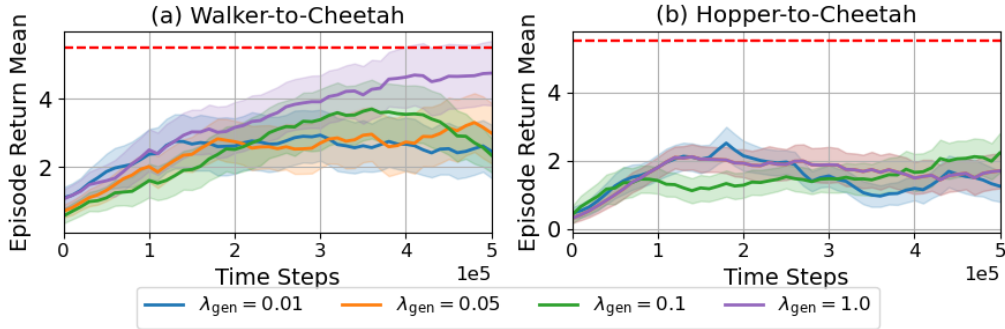 (a) Walker-to-Cheetah
Episode Return Mean
4
2
0
1
2
3
4
5
Time Steps
1e5
(b) Hopper-to-Cheetah
Episode Return Mean
4
2
0
0
1
2
3
4
5
Time Steps
1e5
λgen = 0.01
λgen = 0.05
λgen = 0.1
λgen = 1.0